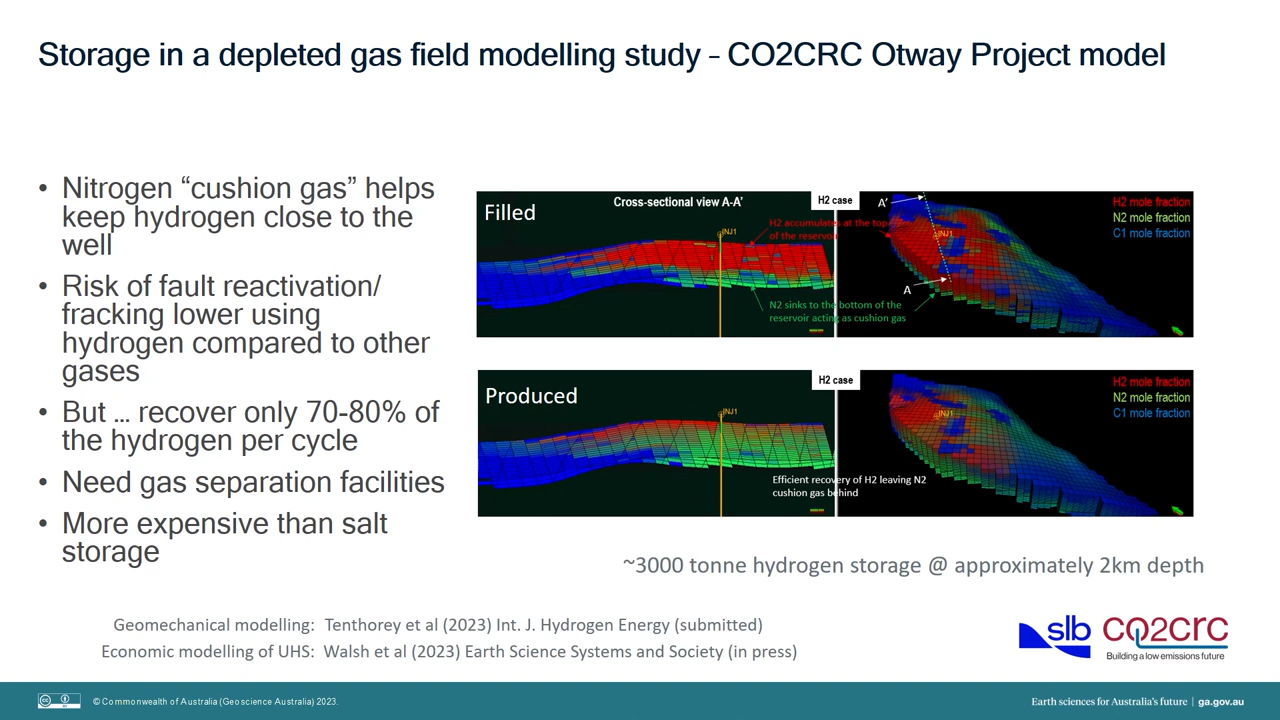 Storage in a depleted gas field modelling study – CO2CRC Otway Project model
• Nitrogen “cushion gas” helps
keep hydrogen close to the
well
• Risk of fault reactivation/
fracking lower using
hydrogen compared to other
gases
• But … recover only 70-80% of
the hydrogen per cycle
• Need gas separation facilities
• More expensive than salt
storage
Filled
Cross-sectional view A-A’
H2 case
INJ1
H2 accumulates at the top
of the reservoir
N2 sinks to the bottom of the
reservoir acting as cushion gas
A’
INJ1
A
H2 mole fraction
N2 mole fraction
C1 mole fraction
Produced
H2 case
INJ1
INJ1
H2 mole fraction
N2 mole fraction
C1 mole fraction
Efficient recovery of H2 leaving N2
cushion gas behind
~3000 tonne hydrogen storage @ approximately 2km depth
Geomechanical modelling: Tenthorey et al (2023) Int. J. Hydrogen Energy (submitted)
Economic modelling of UHS: Walsh et al (2023) Earth Science Systems and Society (in press)
slb
CO2CRC
Building a low emissions future
© Commonwealth of Australia (Geoscience Australia) 2023.
Earth sciences for Australia’s future | ga.gov.au